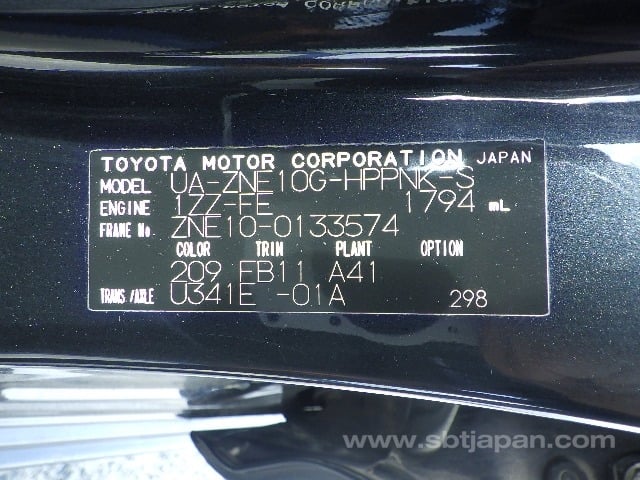 TOYOTA MOTOR CORPORATION JAPAN
MODEL UA-ZNE10G-HPPNK-S
ENGINE 1ZZ-FE 1794 mL
FRAME No. ZNE10-0133574
COLOR TRIM PLANT OPTION
209 FB11 A41
TRANS./AXLE U341E -01A 298
www.sbtjapan.com